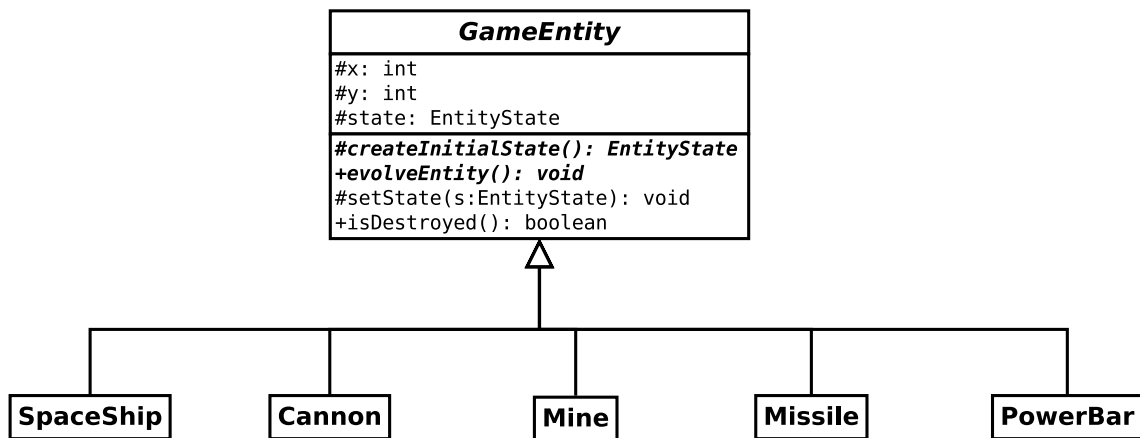 GameEntity
#x: int
#y: int
#state: EntityState
#createInitialState(): EntityState
+evolveEntity(): void
#setState(s:EntityState): void
+isDestroyed(): boolean
SpaceShip Cannon Mine Missile PowerBar